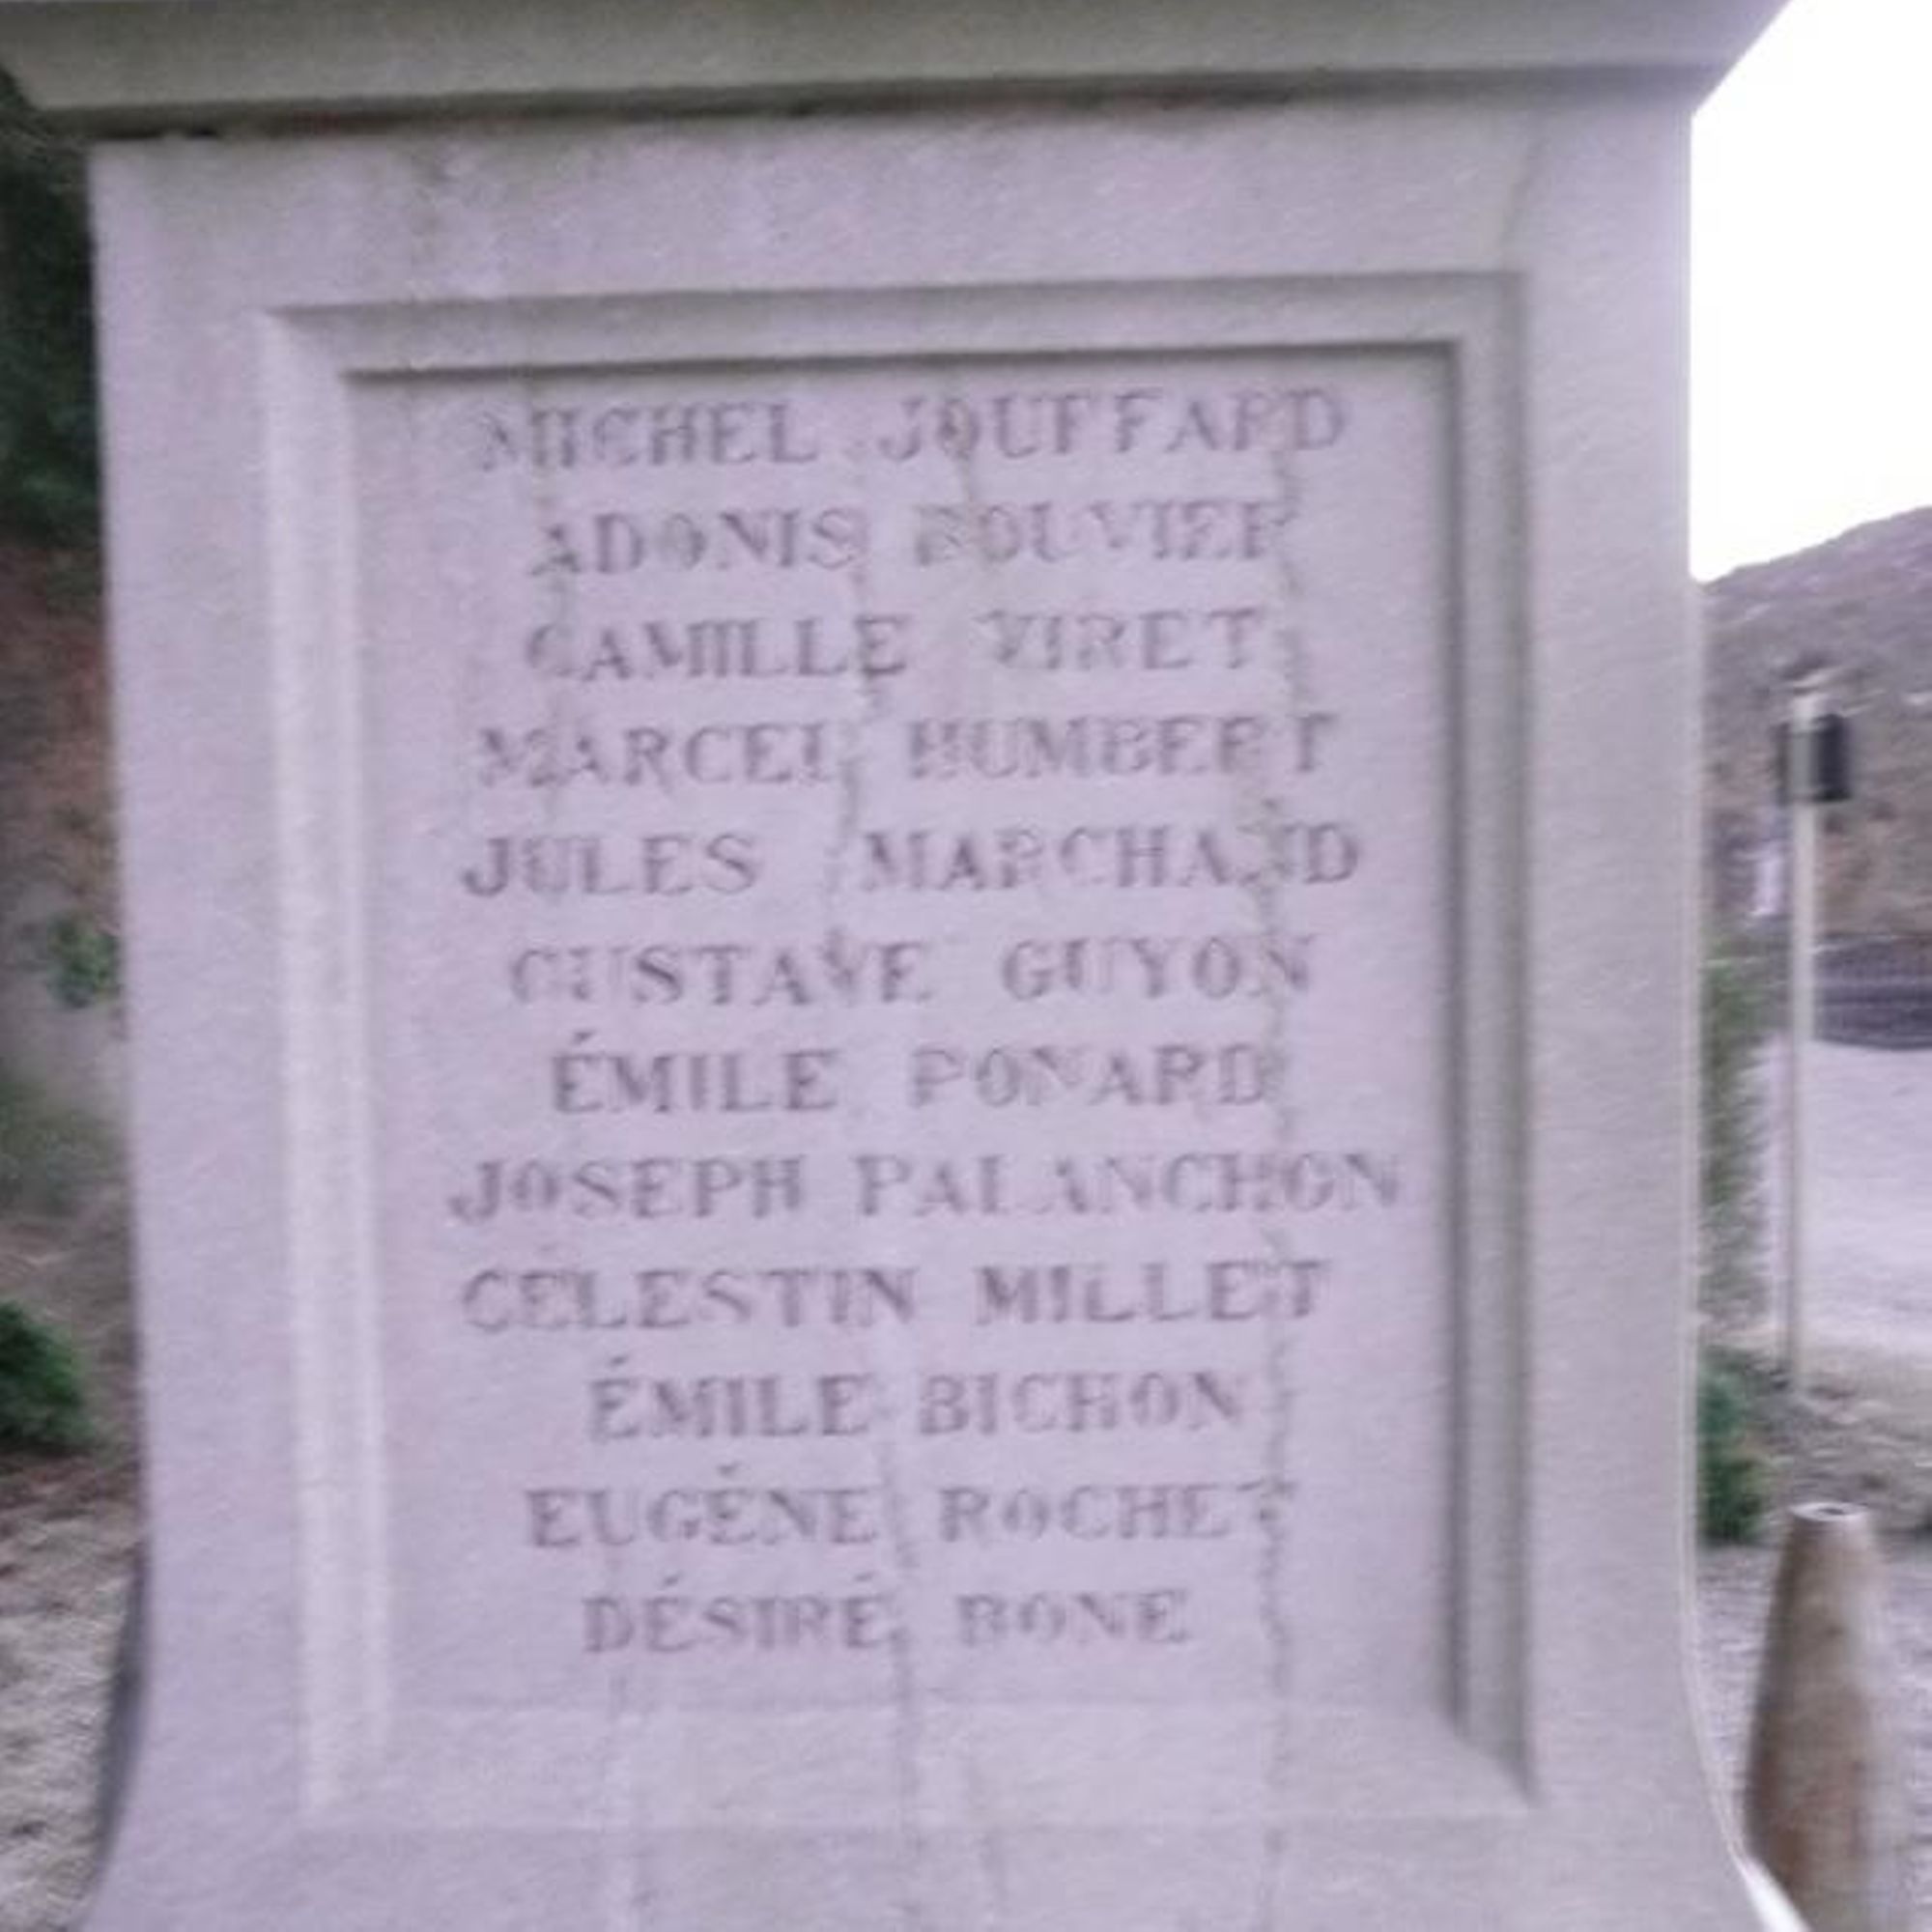 MICHEL JOUFFARD
ADONIS BOUVIER
CAMILLE VIRET
MARCEL HUMBERT
JULES MARCHAND
GUSTAVE GUYON
ÉMILE PONARD
JOSEPH PALANCHON
CÉLESTIN MILLET
ÉMILE BICHON
EUGÉNE ROCHET
DÉSIRÉ BONE